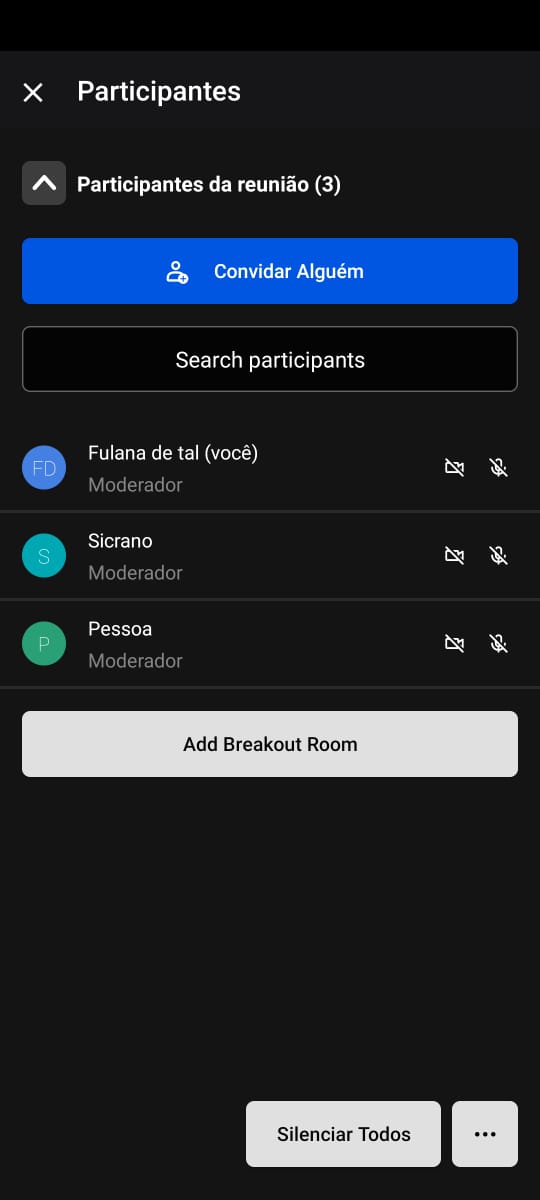 Participantes
Participantes da reunião (3)
Convidar Alguém
Search participants
FD
Fulana de tal (você)
Moderador
S
Sicrano
Moderador
P
Pessoa
Moderador
Add Breakout Room
Silenciar Todos